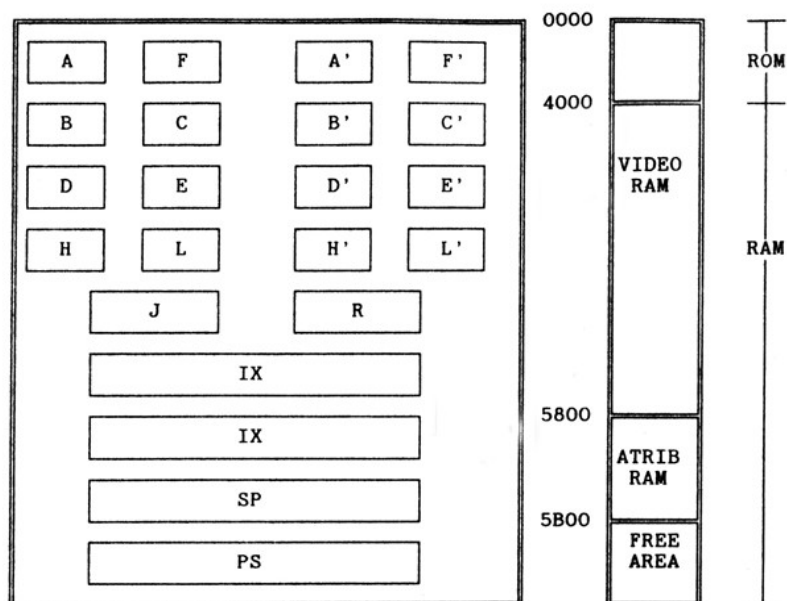 A F A' F'
B C B' C'
D E D' E'
H L H' L'
J R
IX
IX
SP
PS
0000
4000
5800
5B00
VIDEO
RAM
ATRIB
RAM
FREE
AREA
ROM
RAM